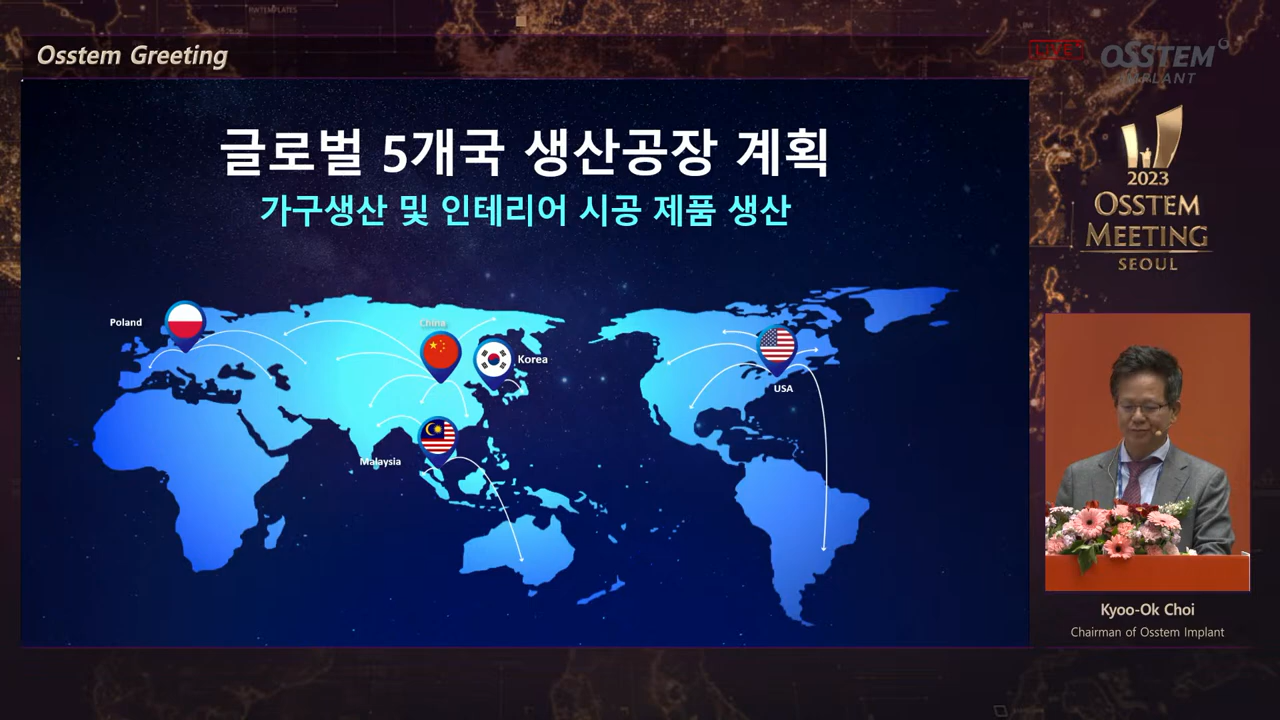 Osstem Greeting
LIVE
OSSTEM
IMPLANT
글로벌 5개국 생산공장 계획
가구생산 및 인테리어 시공 제품 생산
Poland
China
Korea
Malaysia
USA
2023
OSSTEM
MEETING
SEOUL
Kyoo-Ok Choi
Chairman of Osstem Implant